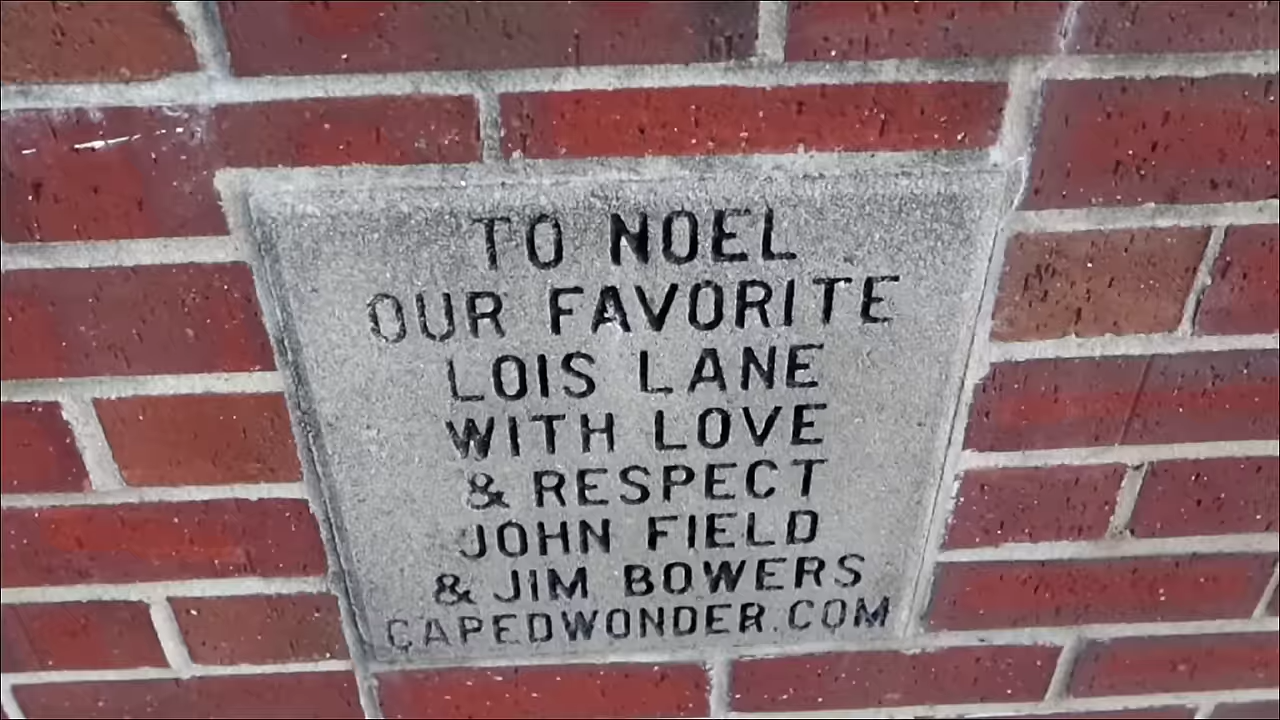 TO NOEL
OUR FAVORITE
LOIS LANE
WITH LOVE
& RESPECT
JOHN FIELD
& JIM BOWERS
CAPEDWONDER.COM